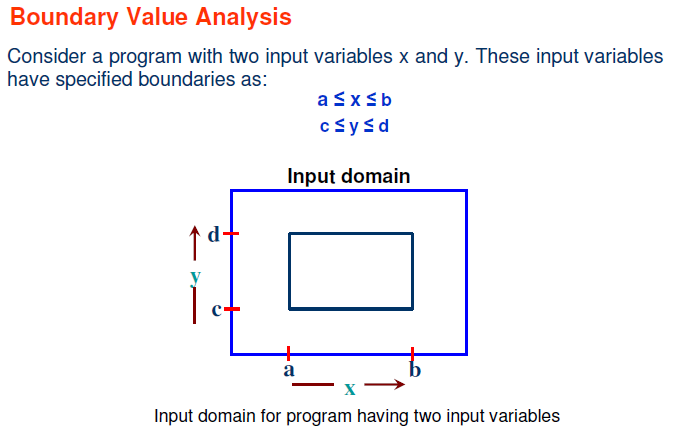 Boundary Value Analysis
Consider a program with two input variables x and y. These input variables
have specified boundaries as:
a ≤ x ≤ b
c ≤ y ≤ d
Input domain
d
y
c
a
b
x
Input domain for program having two input variables